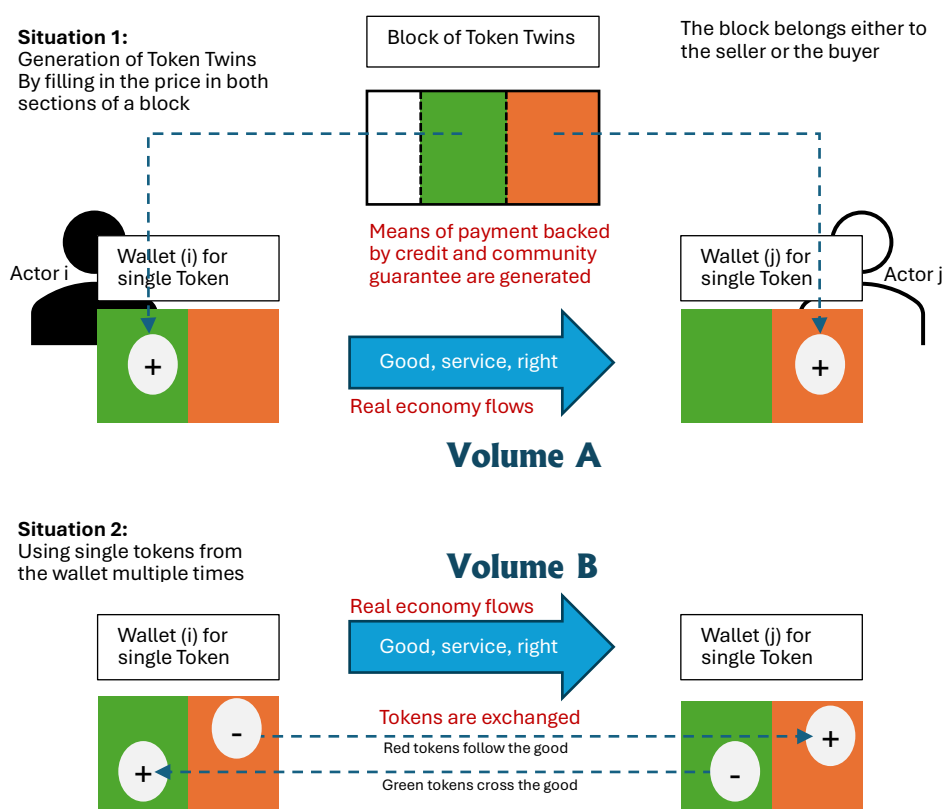 Situation 1:
Generation of Token Twins
By filling in the price in both
sections of a block
Block of Token Twins
The block belongs either to
the seller or the buyer
Means of payment backed
by credit and community
guarantee are generated
Actor i
Wallet (i) for
single Token
Wallet (j) for
single Token
Actor j
+
Good, service, right
+
Real economy flows
Volume A
Situation 2:
Using single tokens from
the wallet multiple times
Volume B
Real economy flows
Wallet (i) for
single Token
Good, service, right
Wallet (j) for
single Token
Tokens are exchanged
-
+
Red tokens follow the good
+
-
Green tokens cross the good